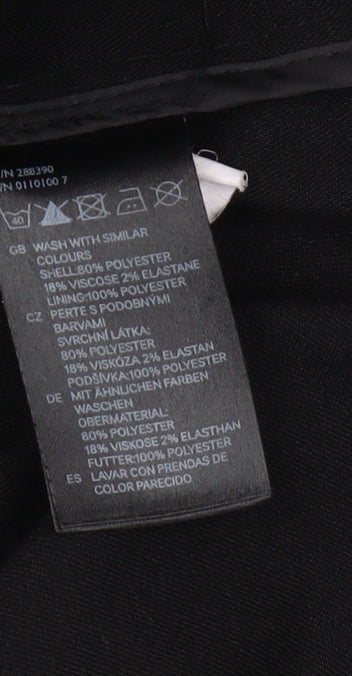 /N 288390
/N 0110100 7
40
GB WASH WITH SIMILAR
COLOURS
SHELL:80% POLYESTER
18% VISCOSE 2% ELASTANE
LINING:100% POLYESTER
CZ PERTE S PODOBNÝMI
BARVAMI
SVRCHNÍ LÁTKA:
80% POLYESTER
18% VISKÓZA 2% ELASTAN
PODŠÍVKA:100% POLYESTER
DE MIT ÄHNLICHEN FARBEN
WASCHEN
OBERMATERIAL:
80% POLYESTER
18% VISKOSE 2% ELASTHAN
FUTTER:100% POLYESTER
ES LAVAR CON PRENDAS DE
COLOR PARECIDO